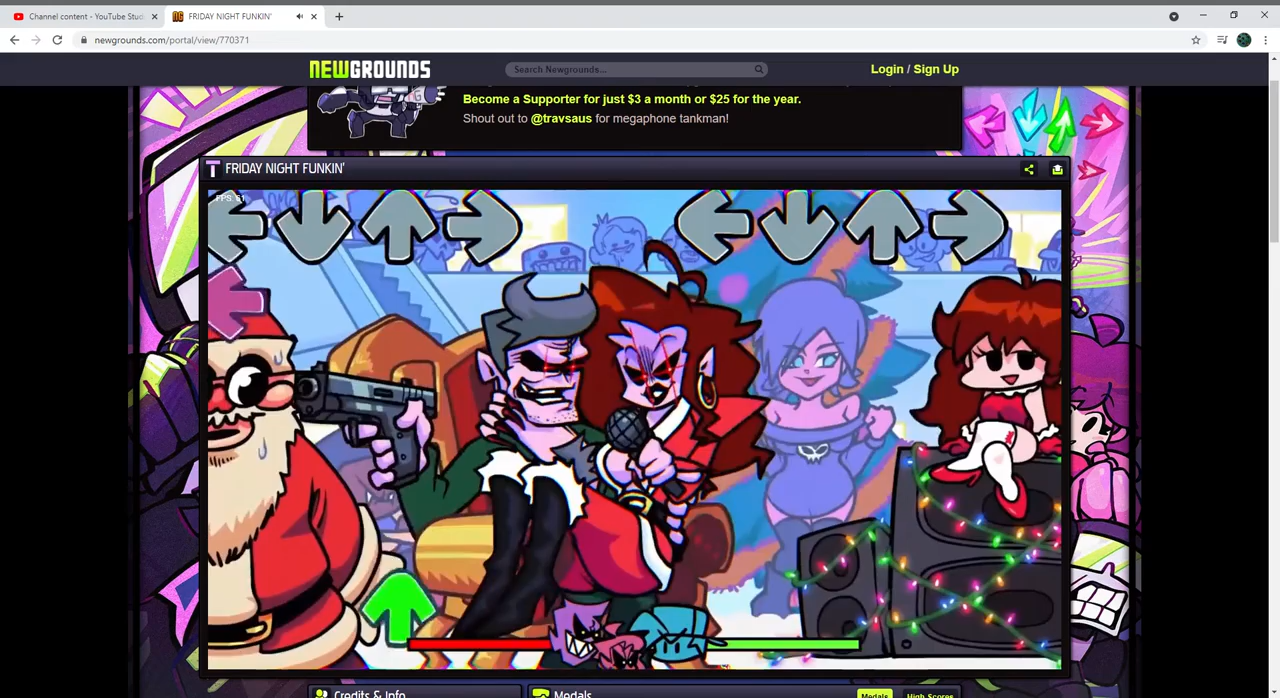 Channel content - YouTube Stud
FRIDAY NIGHT FUNKIN'
newgrounds.com/portal/view/770371
NEWGROUNDS
Search Newgrounds...
Login / Sign Up
Become a Supporter for just $3 a month or $25 for the year.
Shout out to @travsaus for megaphone tankman!
FRIDAY NIGHT FUNKIN'
FPS: 61
Credits & Info
Medals
Medals
High Scores